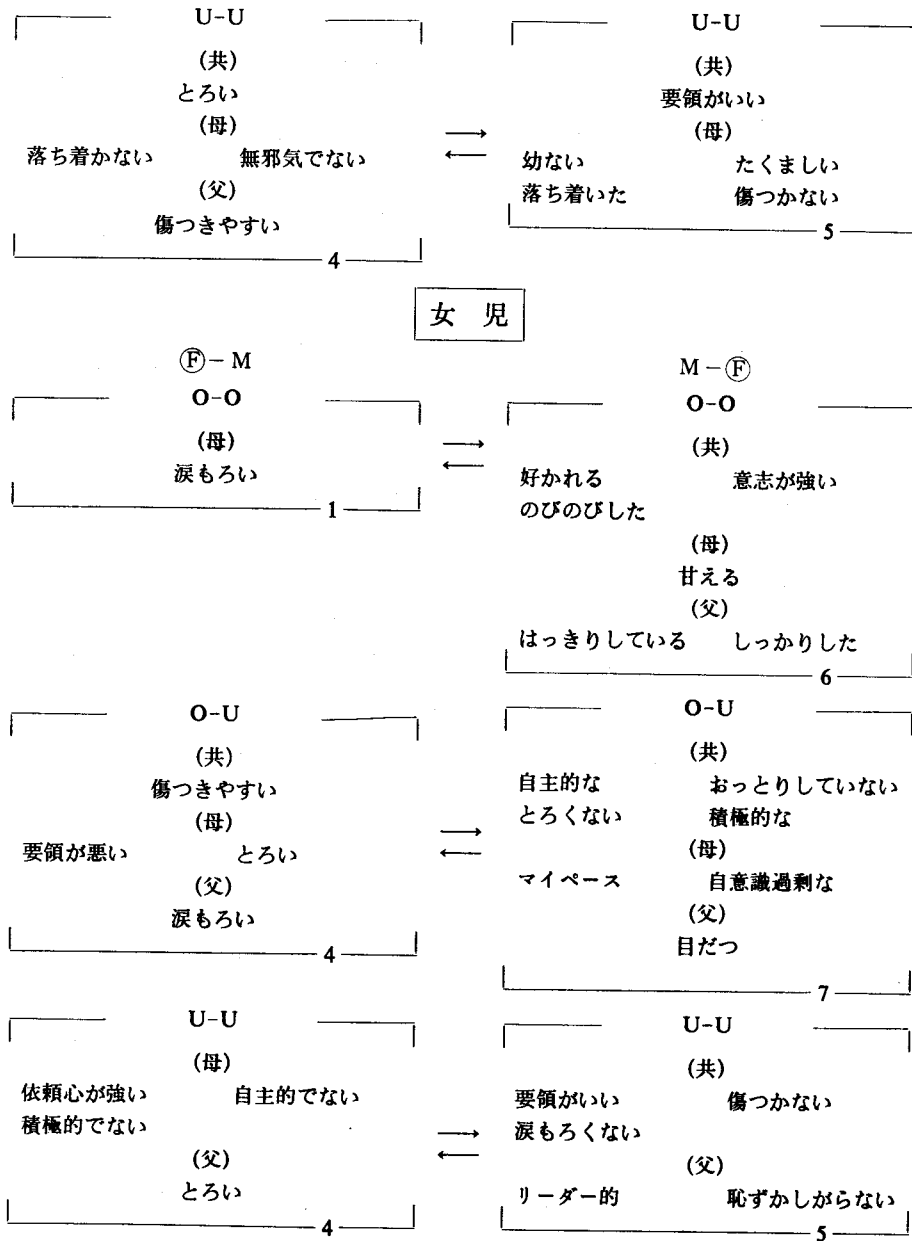 U-U
(共)
とろい
(母)
落ち着かない 無邪気でない
(父)
傷つきやすい
4
U-U
(共)
要領がいい
(母)
幼ない たくましい
落ち着いた 傷つかない
5
女児
Ⓕ-M
O-O
(母)
涙もろい
1
M-Ⓕ
O-O
(共)
好かれる 意志が強い
のびのびした
(母)
甘える
(父)
はっきりしている しっかりした
6
O-U
(共)
傷つきやすい
(母)
要領が悪い とろい
(父)
涙もろい
4
O-U
(共)
自主的な おっとりしていない
とろくない 積極的な
(母)
マイペース 自意識過剰な
(父)
目だつ
7
U-U
(母)
依頼心が強い 自主的でない
積極的でない
(父)
とろい
4
U-U
(共)
要領がいい 傷つかない
涙もろくない
(父)
リーダー的 恥ずかしがらない
5